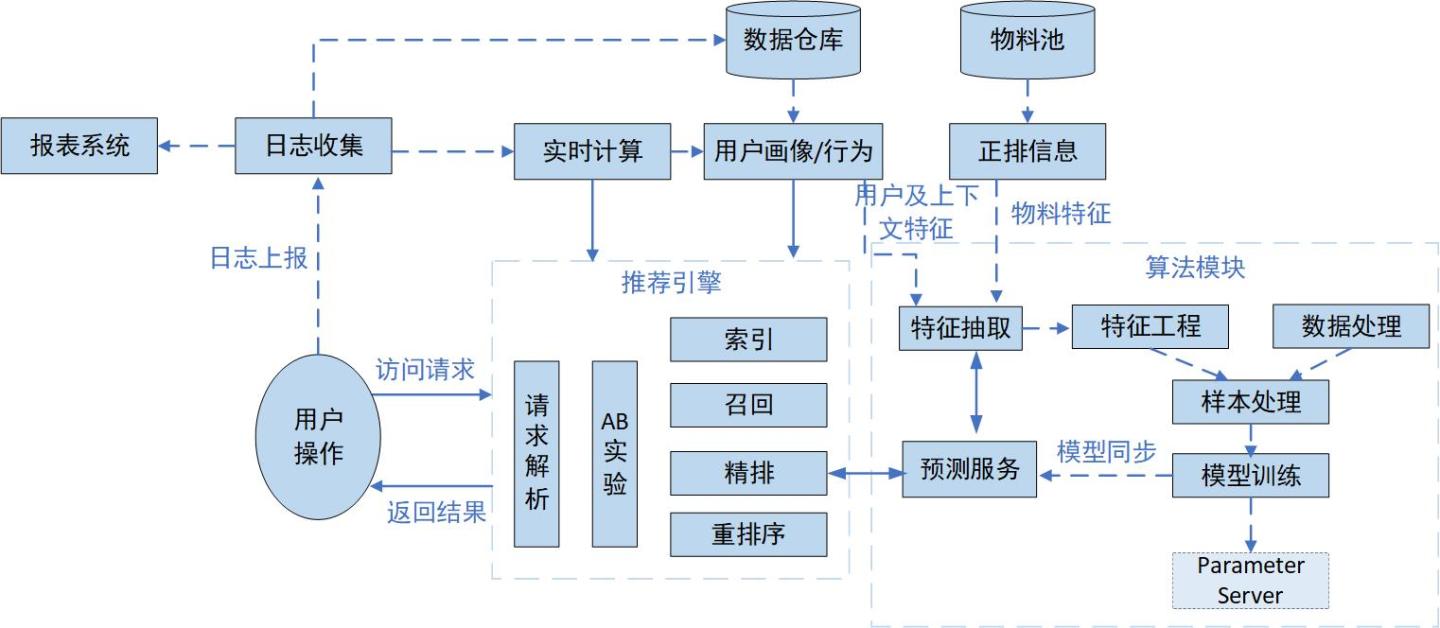 数据仓库
物料池
报表系统
日志收集
实时计算
用户画像/行为
正排信息
用户及上下
文特征
物料特征
日志上报
推荐引擎
算法模块
索引
特征抽取
特征工程
数据处理
访问请求
召回
样本处理
用户
操作
请
求
解
析
AB
实
验
精排
预测服务
模型同步
模型训练
返回结果
重排序
Parameter
Server